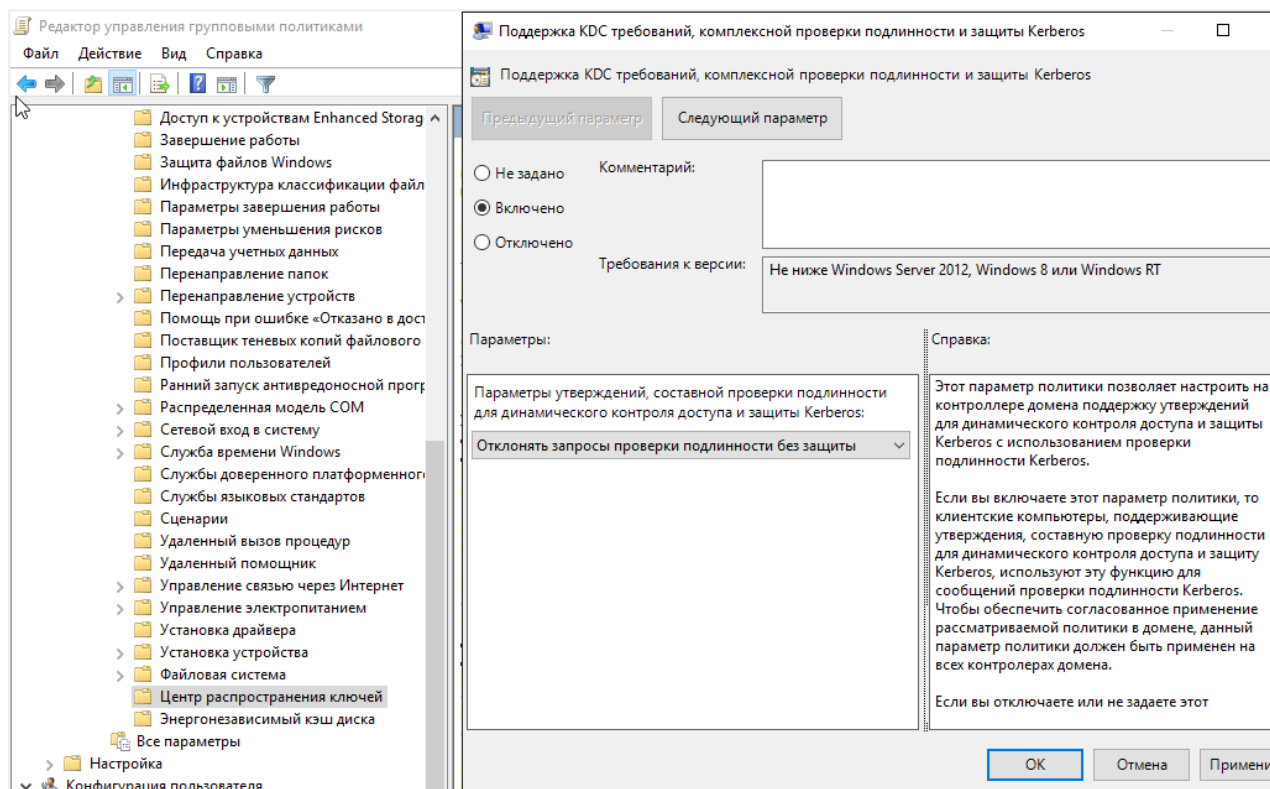 Редактор управления групповыми политиками
Файл Действие Вид Справка
Доступ к устройствам Enhanced Storag
Завершение работы
Защита файлов Windows
Инфраструктура классификации файл
Параметры завершения работы
Параметры уменьшения рисков
Передача учетных данных
Перенаправление папок
Перенаправление устройств
Помощь при ошибке «Отказано в дост
Поставщик теневых копий файлового
Профили пользователей
Ранний запуск антивредоносной прогр
Распределенная модель COM
Сетевой вход в систему
Служба времени Windows
Службы доверенного платформенног
Службы языковых стандартов
Сценарии
Удаленный вызов процедур
Удаленный помощник
Управление связью через Интернет
Управление электропитанием
Установка драйвера
Установка устройства
Файловая система
Центр распространения ключей
Энергонезависимый кэш диска
Все параметры
Настройка
Конфигурация пользователя
Поддержка KDC требований, комплексной проверки подлинности и защиты Kerberos
Поддержка KDC требований, комплексной проверки подлинности и защиты Kerberos
Предыдущий параметр
Следующий параметр
Не задано
Включено
Отключено
Комментарий:
Требования к версии:
Не ниже Windows Server 2012, Windows 8 или Windows RT
Параметры:
Параметры утверждений, составной проверки подлинности
для динамического контроля доступа и защиты Kerberos:
Отклонять запросы проверки подлинности без защиты
Справка:
Этот параметр политики позволяет настроить на
контроллере домена поддержку утверждений
для динамического контроля доступа и защиты
Kerberos с использованием проверки
подлинности Kerberos.
Если вы включаете этот параметр политики, то
клиентские компьютеры, поддерживающие
утверждения, составную проверку подлинности
для динамического контроля доступа и защиту
Kerberos, используют эту функцию для
сообщений проверки подлинности Kerberos.
Чтобы обеспечить согласованное применение
рассматриваемой политики в домене, данный
параметр политики должен быть применен на
всех контролерах домена.
Если вы отключаете или не задаете этот
ОК
Отмена
Примени